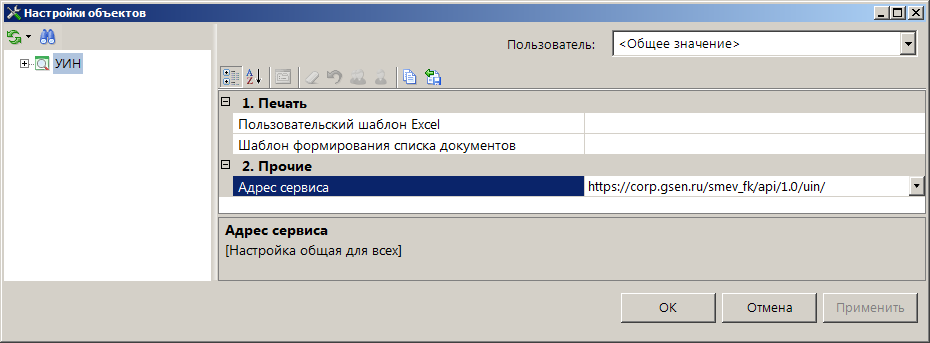 Настройки объектов
Пользователь: <Общее значение>
УИН
1. Печать
Пользовательский шаблон Excel
Шаблон формирования списка документов
2. Прочие
Адрес сервиса https://corp.gsen.ru/smev_fk/api/1.0/uin/
Адрес сервиса
[Настройка общая для всех]
ОК Отмена Применить